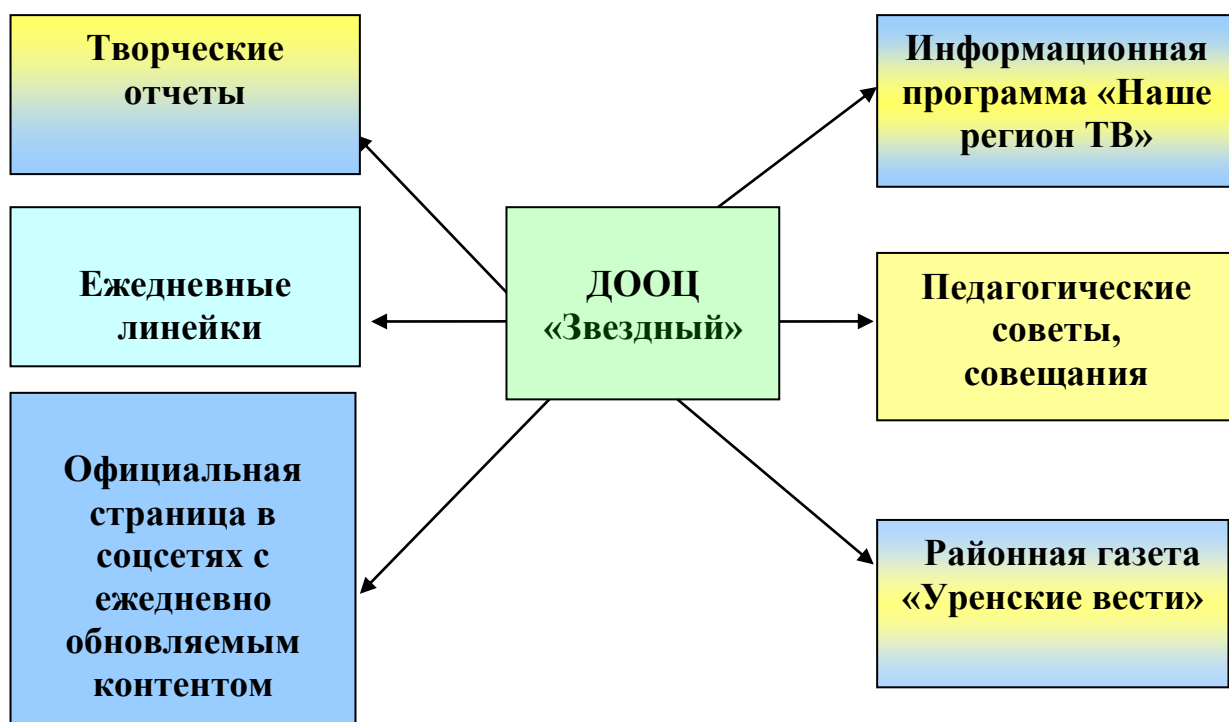 Творческие
отчеты
Информационная
программа «Наше
регион ТВ»
Ежедневные
линейки
ДООЦ
«Звездный»
Педагогические
советы,
совещания
Официальная
страница в
соцсетях с
ежедневно
обновляемым
контентом
Районная газета
«Уренские вести»